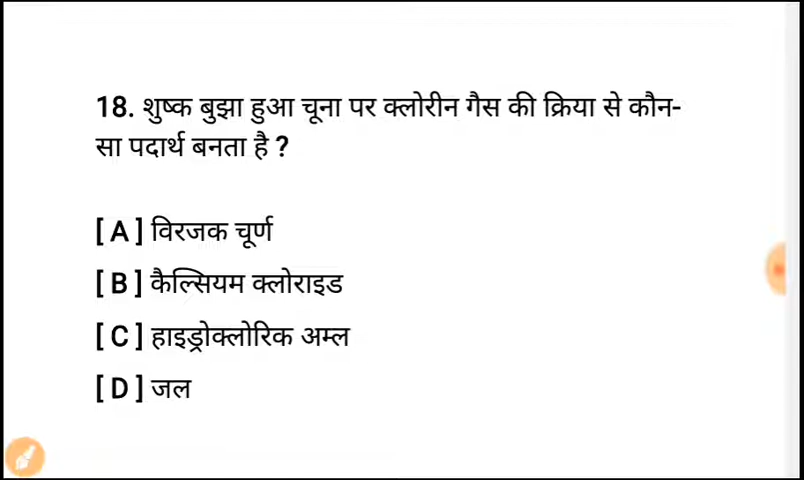 18. शुष्क बुझा हुआ चूना पर क्लोरीन गैस की क्रिया से कौन-
सा पदार्थ बनता है ?
[ A ] विरजक चूर्ण
[ B ] कैल्सियम क्लोराइड
[ C ] हाइड्रोक्लोरिक अम्ल
[ D ] जल